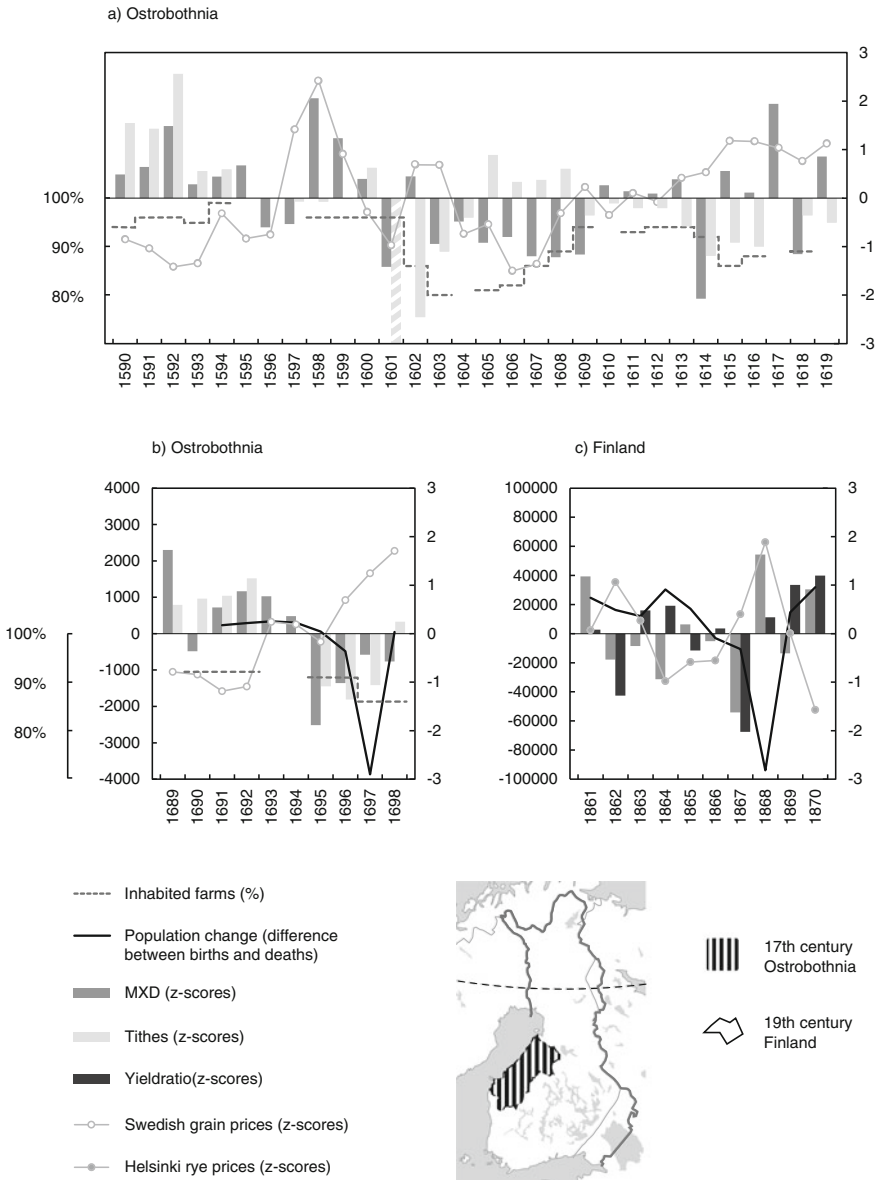 a) Ostrobothnia
3
2
1
100% 0
90% -1
80% -2
-3
1590 1591 1592 1593 1594 1595 1596 1597 1598 1599 1600 1601 1602 1603 1604 1605 1606 1607 1608 1609 1610 1611 1612 1613 1614 1615 1616 1617 1618 1619
b) Ostrobothnia
4000 3
3000 2
2000
1000 1
100% 0 0
-1000 -1
90%
-2000 -2
80%
-3000
-4000 -3
1689 1690 1691 1692 1693 1694 1695 1696 1697 1698
c) Finland
100000 3
80000
60000 2
40000 1
20000
0 0
-20000
-40000 -1
-60000 -2
-80000
-100000 -3
1861 1862 1863 1864 1865 1866 1867 1868 1869 1870
Inhabited farms (%)
Population change (difference
between births and deaths)
MXD (z-scores)
Tithes (z-scores)
Yieldratio(z-scores)
Swedish grain prices (z-scores)
Helsinki rye prices (z-scores)
17th century
Ostrobothnia
19th century
Finland